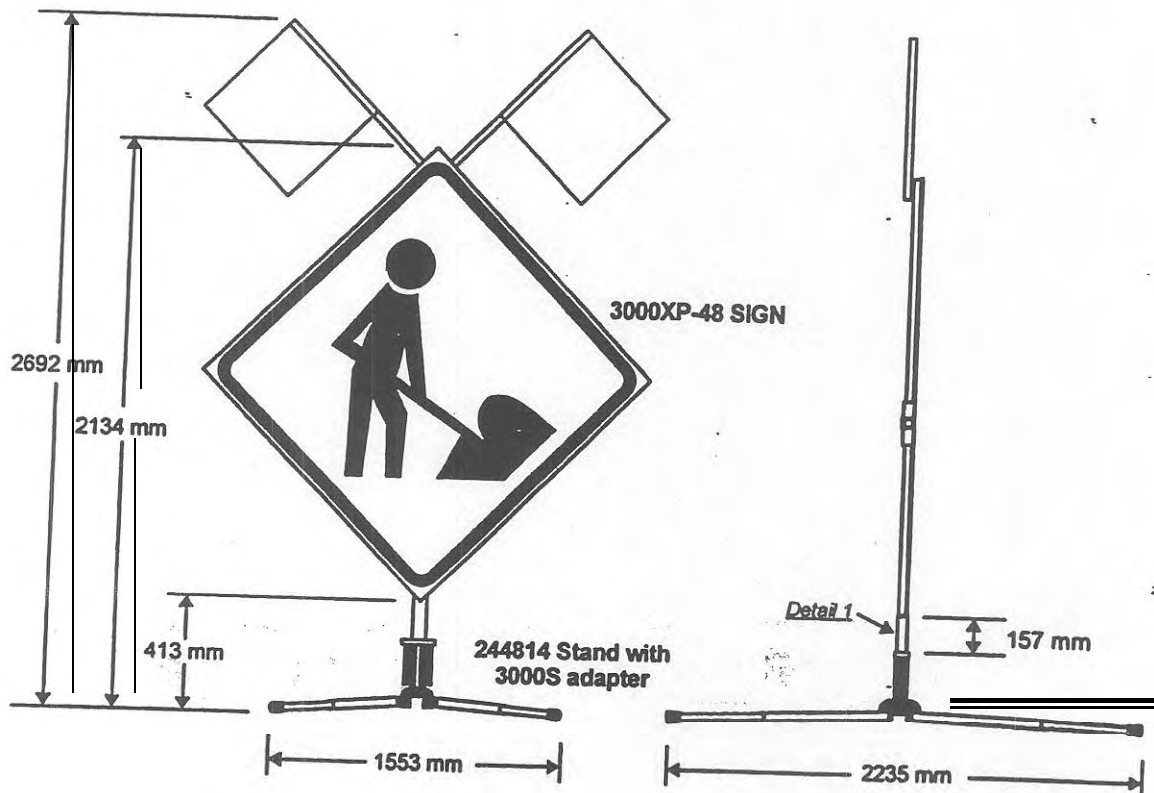 3000XP-48 SIGN
2692 mm
2134 mm
Detail 1
157 mm
413 mm
244814 Stand with
3000S adapter
1553 mm
2235 mm